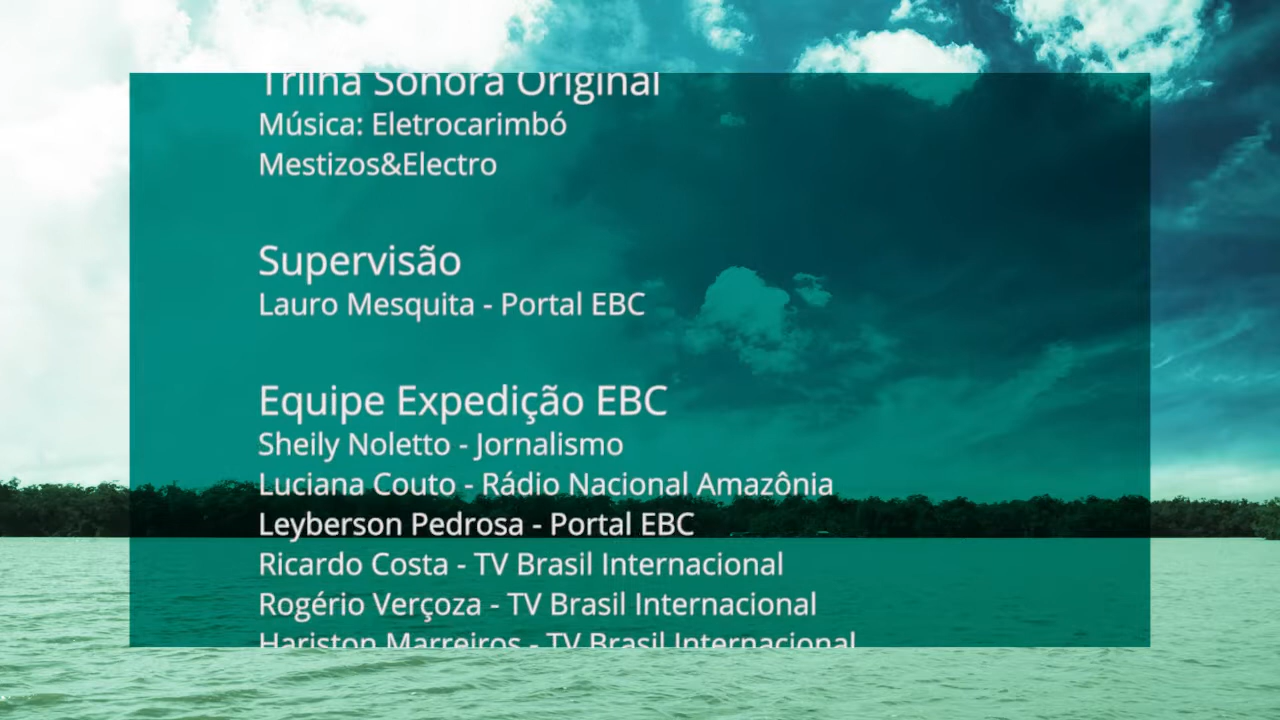 Trilha Sonora Original
Música: Eletrocarimbó
Mestizos&Electro
Supervisão
Lauro Mesquita - Portal EBC
Equipe Expedição EBC
Sheily Noletto - Jornalismo
Luciana Couto - Rádio Nacional Amazônia
Leyberson Pedrosa - Portal EBC
Ricardo Costa - TV Brasil Internacional
Rogério Verçoza - TV Brasil Internacional
Hariston Marreiros - TV Brasil Internacional